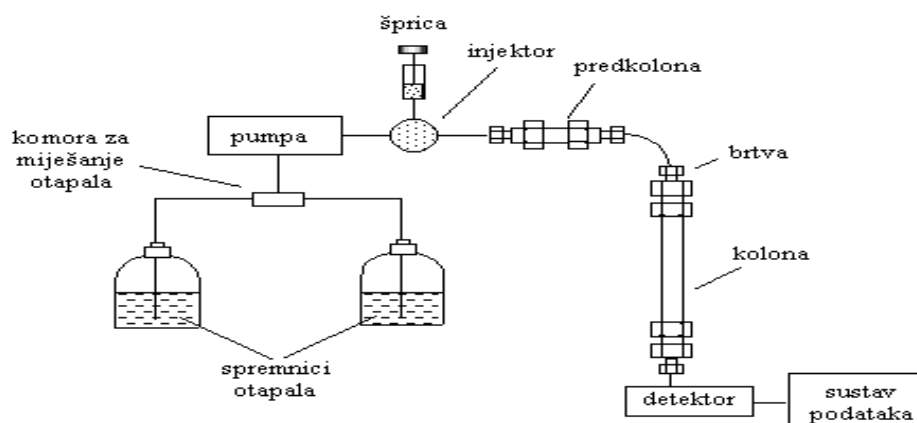 šprica
injektor
predkolona
komora za
miješanje
otapala
pumpa
brtva
kolona
spremnici
otapala
detektor
sustav
podataka